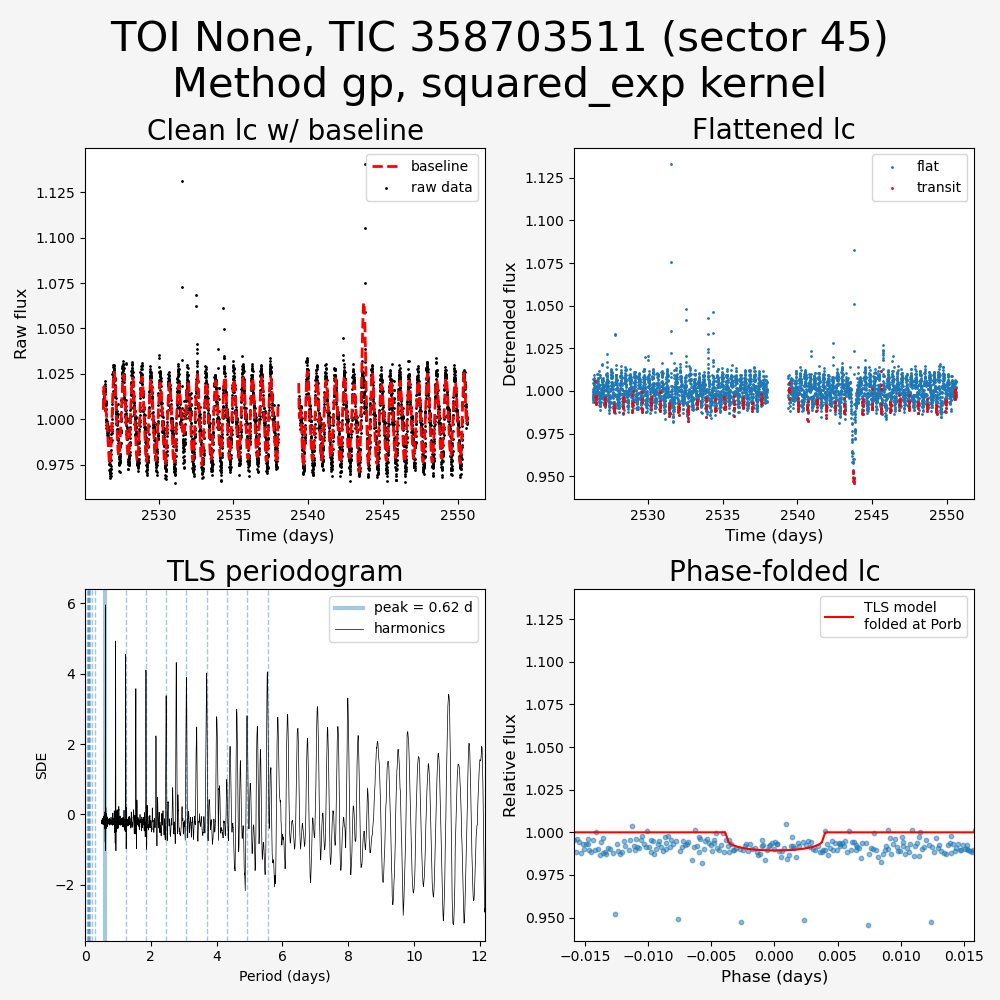 TOI None, TIC 358703511 (sector 45)
Method gp, squared_exp kernel
Clean lc w/ baseline
baseline
raw data
1.125
1.100
1.075
1.050
1.025
1.000
0.975
Raw flux
2530
2535
2540
2545
2550
Time (days)
Flattened lc
flat
transit
1.125
1.100
1.075
1.050
1.025
1.000
0.975
0.950
Detrended flux
2530
2535
2540
2545
2550
Time (days)
TLS periodogram
peak = 0.62 d
harmonics
6
4
2
0
−2
SDE
0
2
4
6
8
10
12
Period (days)
Phase-folded lc
TLS model
folded at Porb
1.125
1.100
1.075
1.050
1.025
1.000
0.975
0.950
Relative flux
−0.015
−0.010
−0.005
0.000
0.005
0.010
0.015
Phase (days)